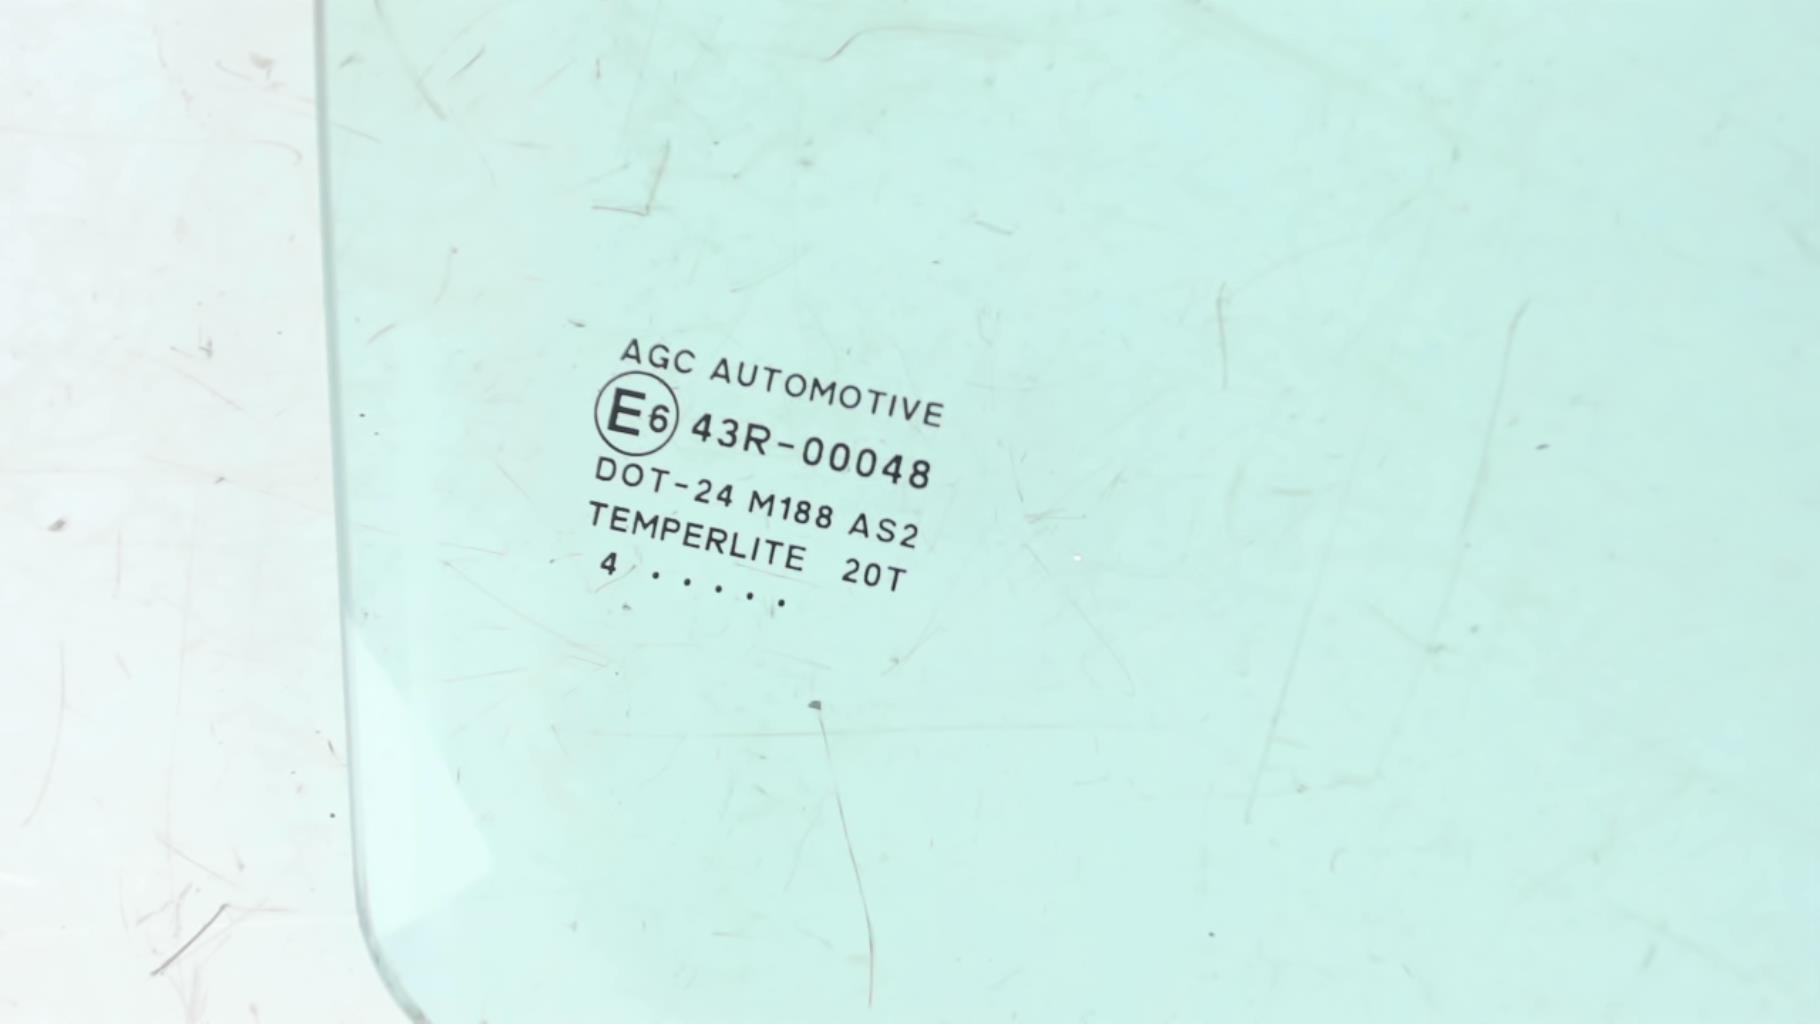 AGC AUTOMOTIVE
E6 43R-00048
DOT-24 M188 AS2
TEMPERLITE 20T
4 . . . . .